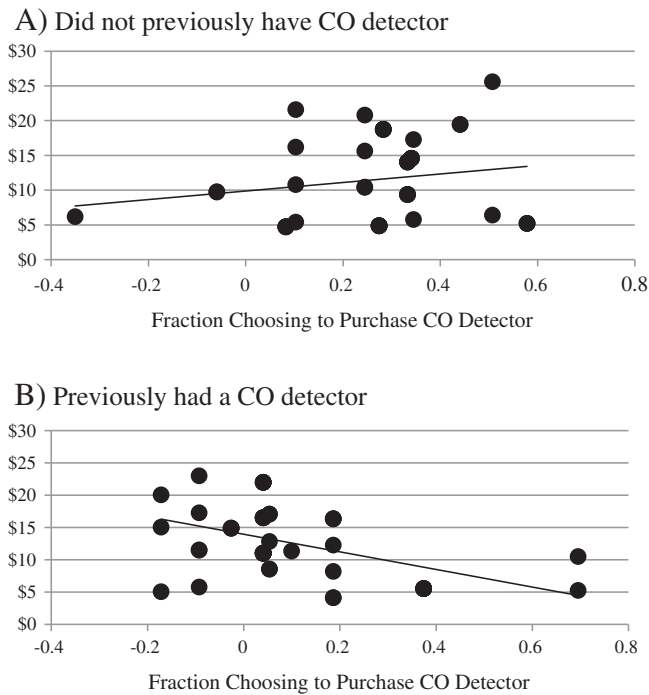 A) Did not previously have CO detector
$30
$25
$20
$15
$10
$5
$0
-0.4 -0.2 0 0.2 0.4 0.6 0.8
Fraction Choosing to Purchase CO Detector
B) Previously had a CO detector
$30
$25
$20
$15
$10
$5
$0
-0.4 -0.2 0 0.2 0.4 0.6 0.8
Fraction Choosing to Purchase CO Detector